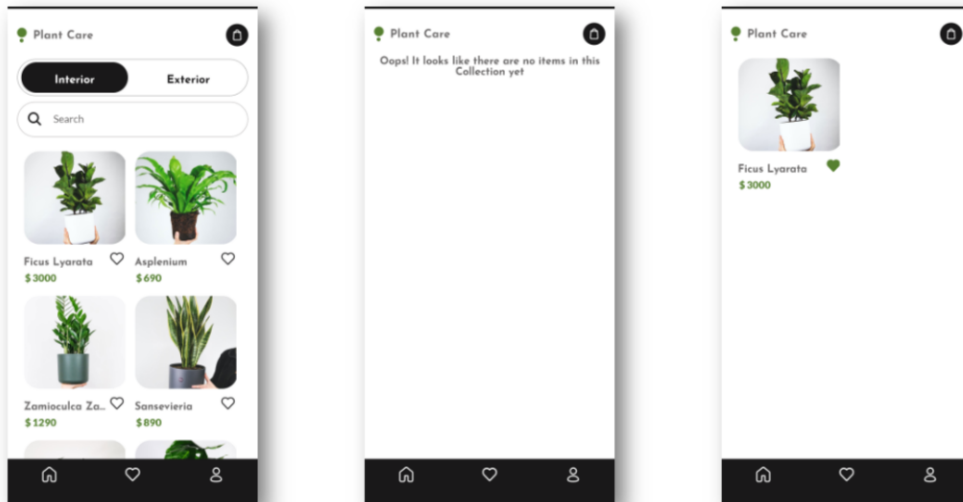 Plant Care
Interior Exterior
Search
Ficus Lyarata Asplenium
$3000 $690
Zamioculca Za... Sansevieria
$1290 $890
Plant Care
Oops! It looks like there are no items in this
Collection yet
Plant Care
Ficus Lyarata
$3000